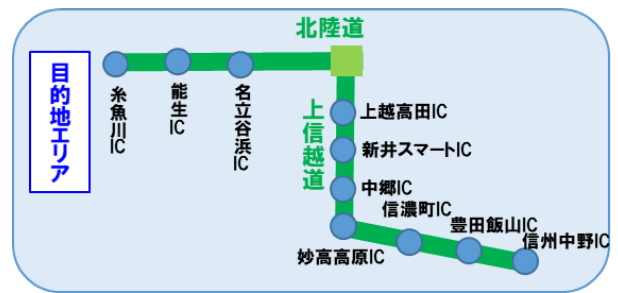 北陸道
目的地エリア
糸魚川IC
能生IC
名立谷浜IC
上信越道
上越高田IC
新井スマートIC
中郷IC
信濃町IC
豊田飯山IC
信州中野IC
妙高高原IC